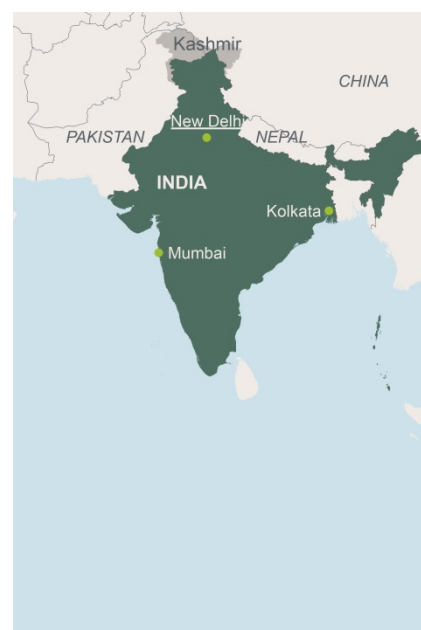 Kashmir
CHINA
New Delhi
PAKISTAN
NEPAL
INDIA
Kolkata
Mumbai